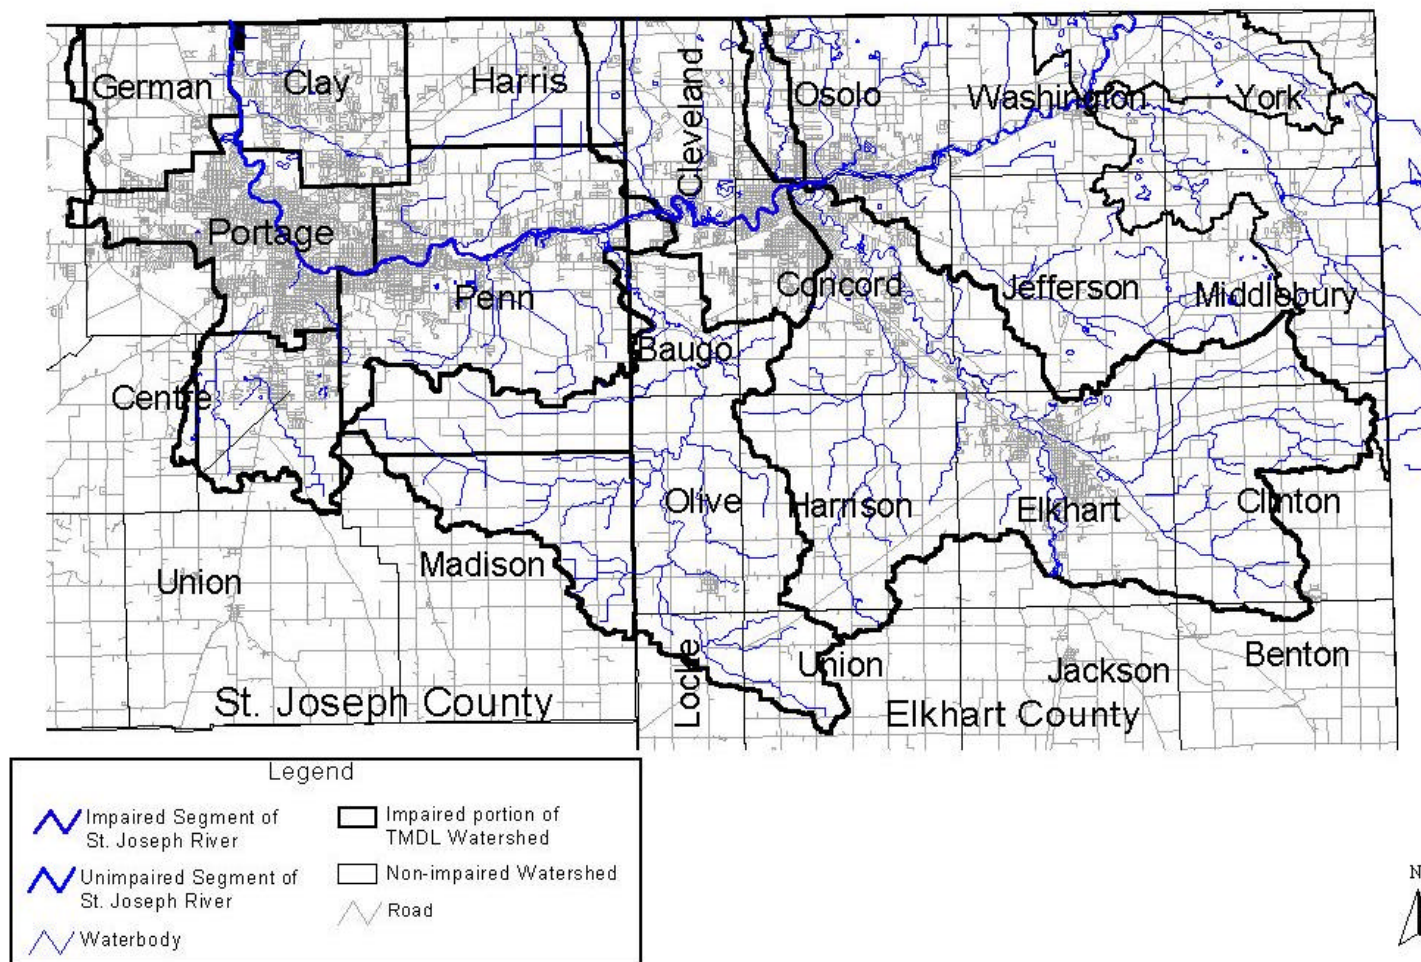 German
Clay
Harris
Cleveland
Osolo
Washington
York
Portage
Penn
Concord
Jefferson
Middlebury
Baugo
Centre
Olive
Harrison
Elkhart
Clinton
Union
Madison
Locke
Union
Jackson
Benton
St. Joseph County
Elkhart County
Legend
Impaired Segment of
St. Joseph River
Unimpaired Segment of
St. Joseph River
Waterbody
Impaired portion of
TMDL Watershed
Non-impaired Watershed
Road
N